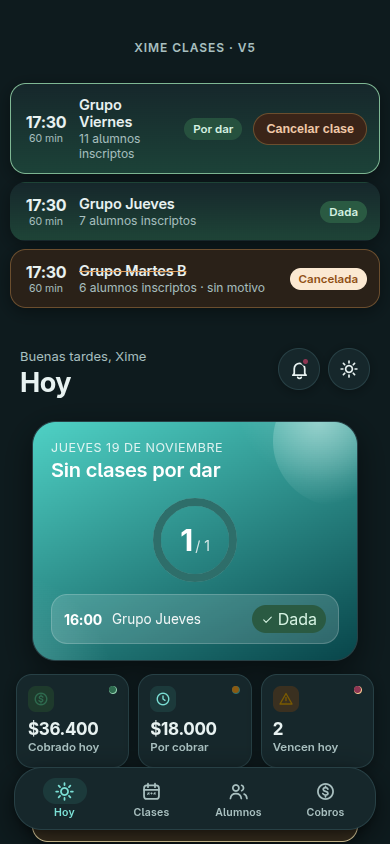 XIME CLASES · V5
17:30
60 min
Grupo
Viernes
11 alumnos
inscriptos
Por dar
Cancelar clase
17:30
60 min
Grupo Jueves
7 alumnos inscriptos
Dada
17:30
60 min
Grupo Martes B
6 alumnos inscriptos · sin motivo
Cancelada
Buenas tardes, Xime
Hoy
JUEVES 19 DE NOVIEMBRE
Sin clases por dar
1 / 1
16:00 Grupo Jueves
✓ Dada
$36.400
Cobrado hoy
$18.000
Por cobrar
2
Vencen hoy
Hoy
Clases
Alumnos
Cobros